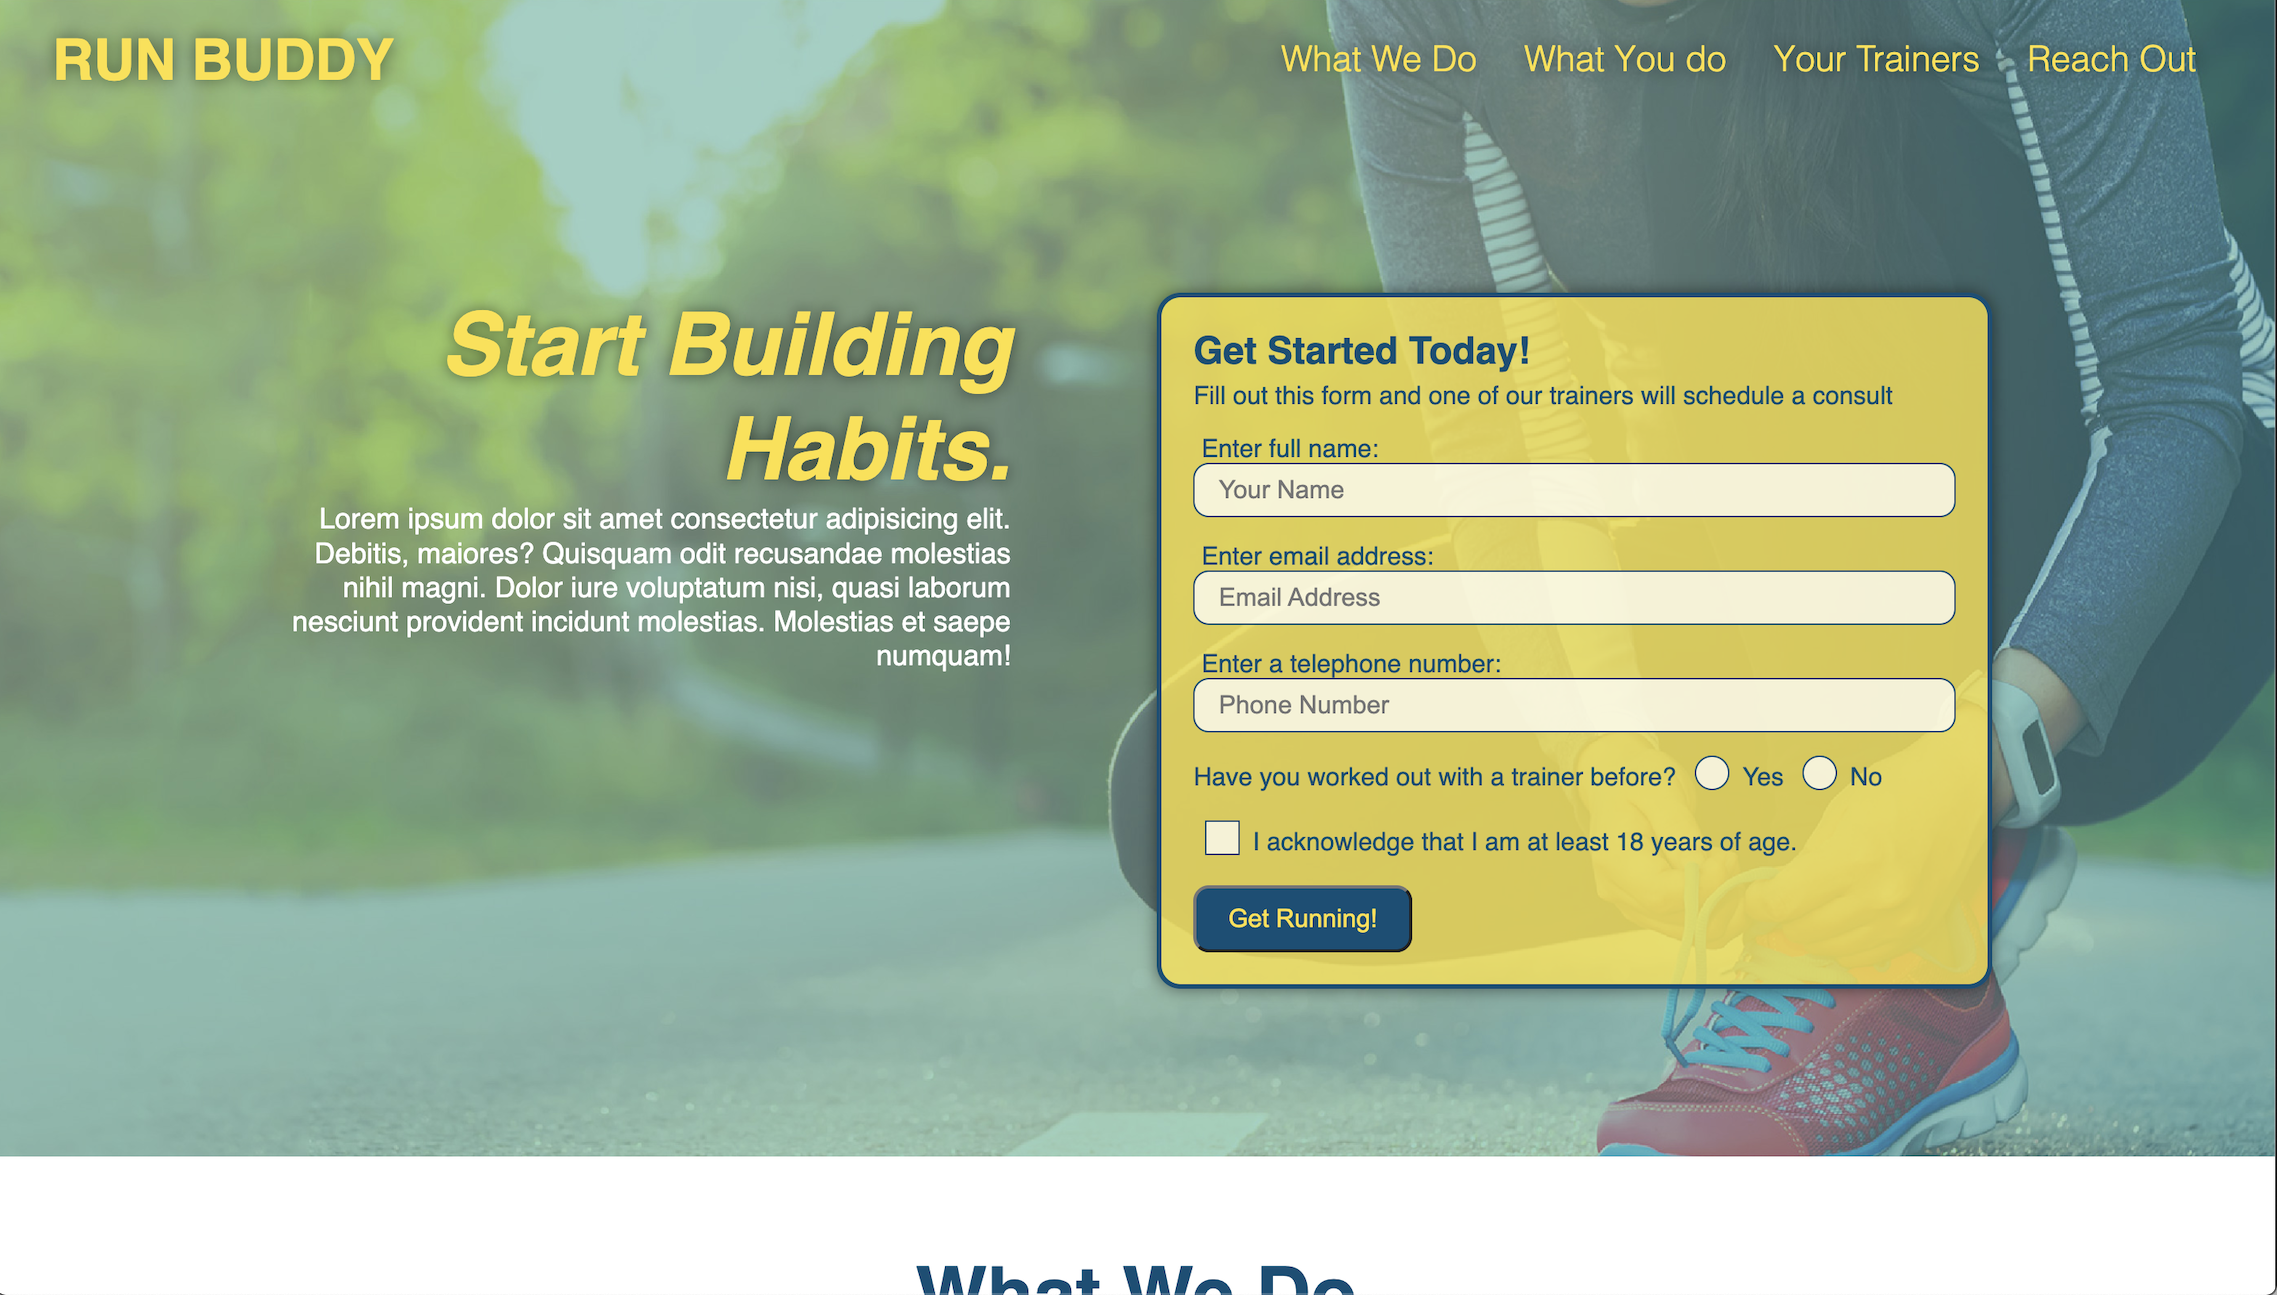 RUN BUDDY
What We Do What You do Your Trainers Reach Out
Start Building
Habits.
Lorem ipsum dolor sit amet consectetur adipisicing elit.
Debitis, maiores? Quisquam odit recusandae molestias
nihil magni. Dolor iure voluptatum nisi, quasi laborum
nesciunt provident incidunt molestias. Molestias et saepe
numquam!
Get Started Today!
Fill out this form and one of our trainers will schedule a consult
Enter full name:
Your Name
Enter email address:
Email Address
Enter a telephone number:
Phone Number
Have you worked out with a trainer before? Yes No
I acknowledge that I am at least 18 years of age.
Get Running!
What We Do